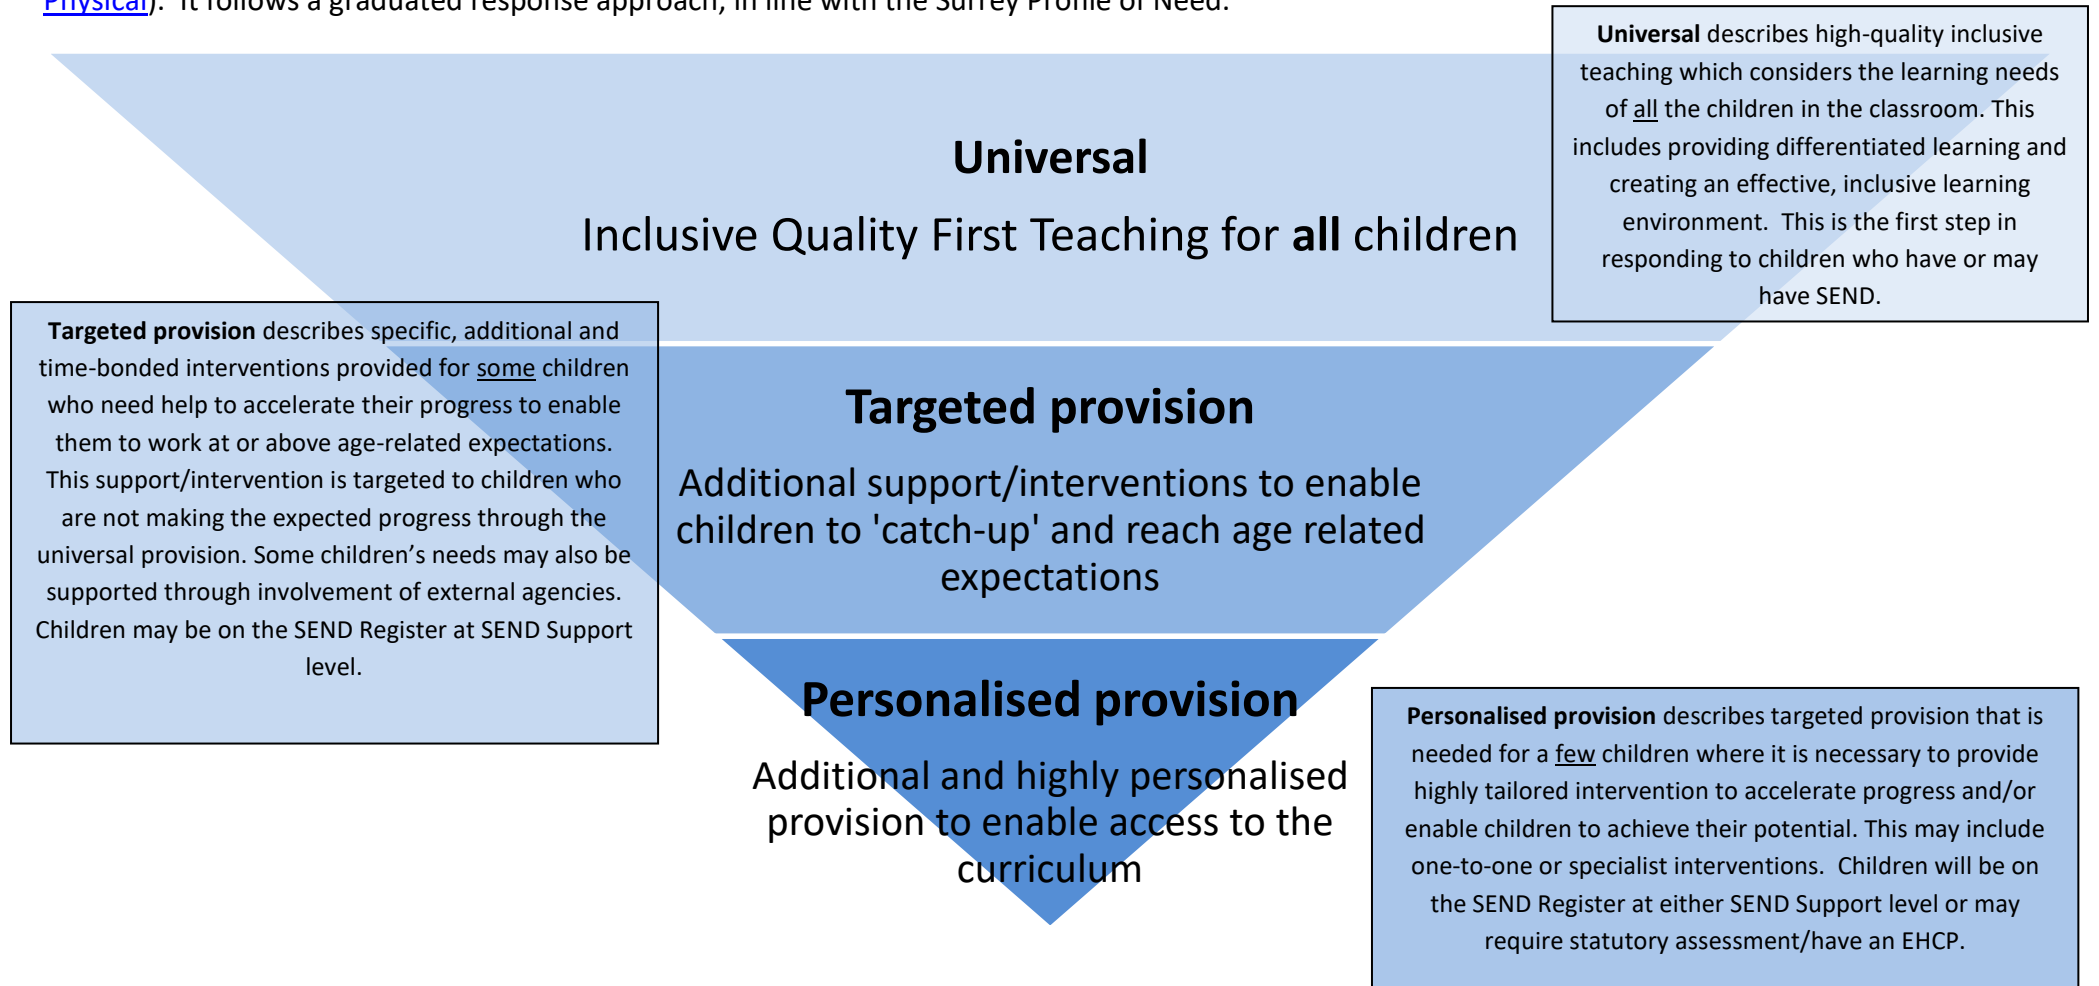 Physical). It follows a graduated response approach, in line with the Surrey Profile of Need.
Universal describes high-quality inclusive
teaching which considers the learning needs
of all the children in the classroom. This
includes providing differentiated learning and
creating an effective, inclusive learning
environment. This is the first step in
responding to children who have or may
have SEND.
Universal
Inclusive Quality First Teaching for all children
Targeted provision describes specific, additional and
time-bonded interventions provided for some children
who need help to accelerate their progress to enable
them to work at or above age-related expectations.
This support/intervention is targeted to children who
are not making the expected progress through the
universal provision. Some children’s needs may also be
supported through involvement of external agencies.
Children may be on the SEND Register at SEND Support
level.
Targeted provision
Additional support/interventions to enable
children to 'catch-up' and reach age related
expectations
Personalised provision
Additional and highly personalised
provision to enable access to the
curriculum
Personalised provision describes targeted provision that is
needed for a few children where it is necessary to provide
highly tailored intervention to accelerate progress and/or
enable children to achieve their potential. This may include
one-to-one or specialist interventions. Children will be on
the SEND Register at either SEND Support level or may
require statutory assessment/have an EHCP.